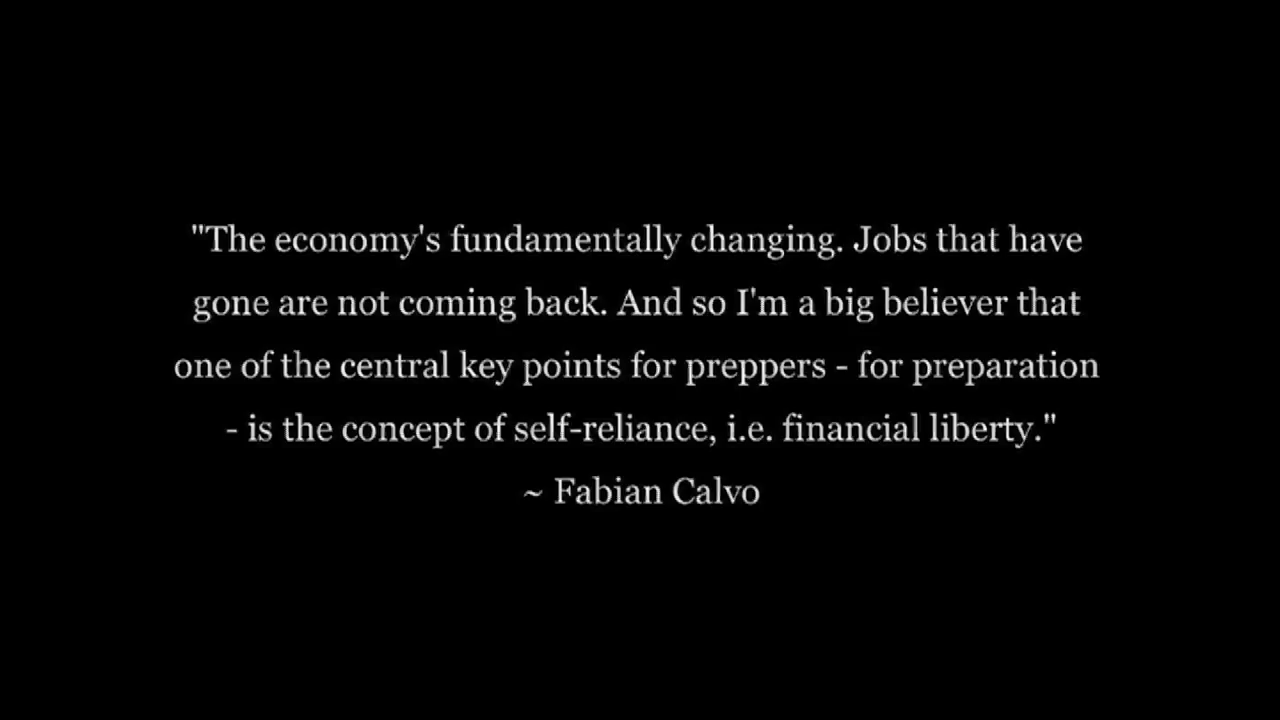 "The economy's fundamentally changing. Jobs that have
gone are not coming back. And so I'm a big believer that
one of the central key points for preppers - for preparation
- is the concept of self-reliance, i.e. financial liberty."
~ Fabian Calvo